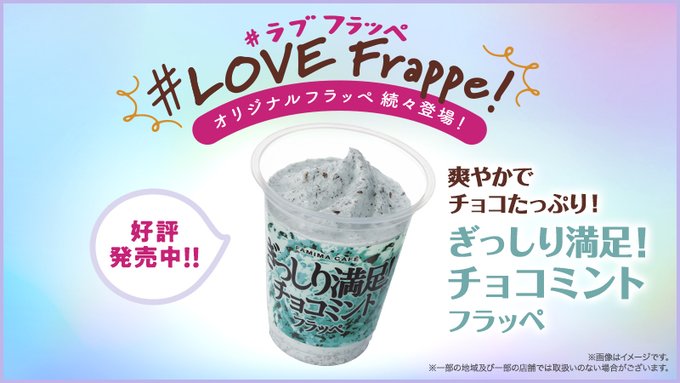 #ラブ フラッペ
#LOVE Frappe!
オリジナルフラッペ 続々登場!
好評
発売中!!
FAMIMA CAFÉ
ぎっしり満足!
チョコミント
フラッペ
爽やかで
チョコたっぷり!
ぎっしり満足!
チョコミント
フラッペ
※画像はイメージです。
※一部の地域及び一部の店舗では取扱いのない場合がございます。